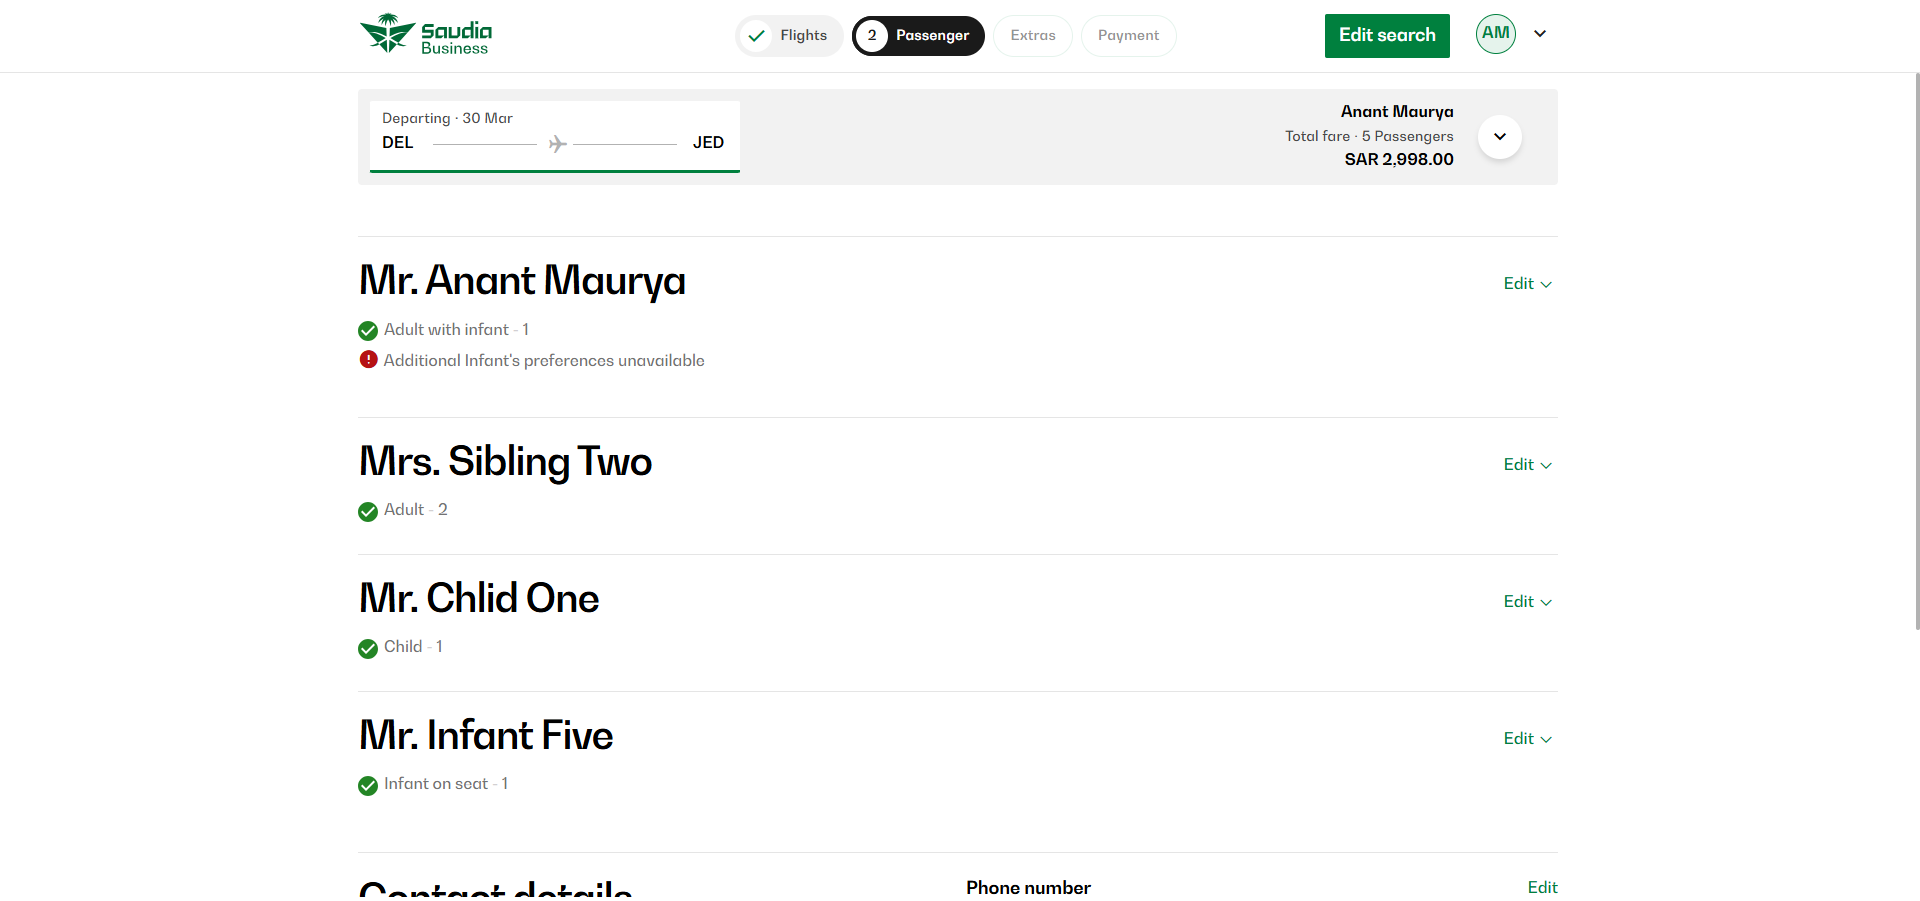 Saudia
Business
Flights
2 Passenger
Extras
Payment
Edit search
AM
Departing · 30 Mar
DEL JED
Anant Maurya
Total fare · 5 Passengers
SAR 2,998.00
Mr. Anant Maurya
Edit
Adult with infant - 1
Additional Infant's preferences unavailable
Mrs. Sibling Two
Edit
Adult - 2
Mr. Chlid One
Edit
Child - 1
Mr. Infant Five
Edit
Infant on seat - 1
Contact details
Phone number
Edit